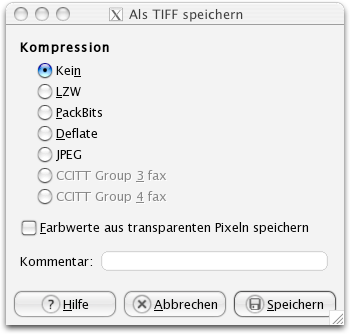 Als TIFF speichern
Kompression
Kein
LZW
PackBits
Deflate
JPEG
CCITT Group 3 fax
CCITT Group 4 fax
Farbwerte aus transparenten Pixeln speichern
Kommentar:
Hilfe Abbrechen Speichern